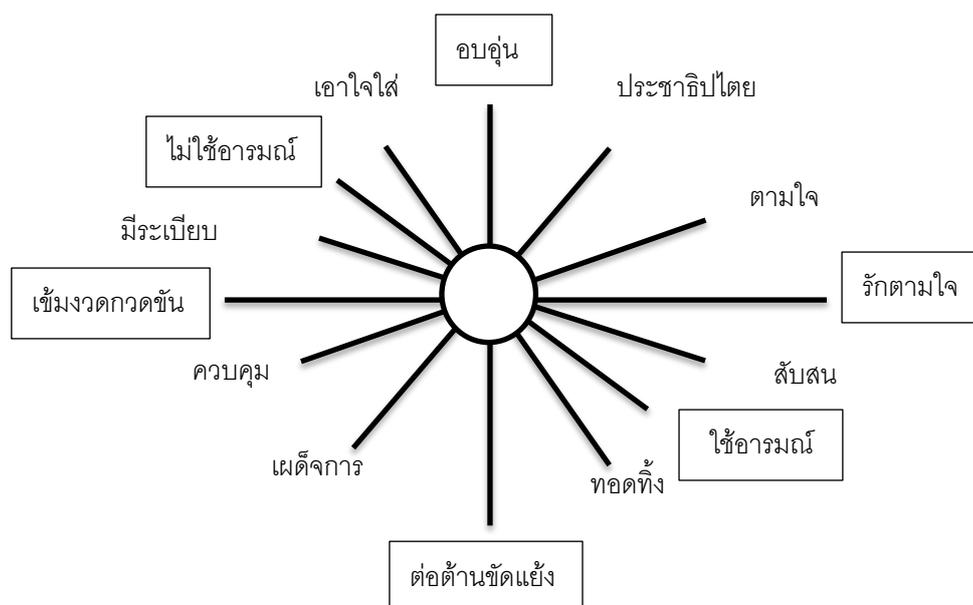 อบอุ่น
เอาใจใส่
ประชาธิปไตย
ไม่ใช้อารมณ์
ตามใจ
มีระเบียบ
เข้มงวดกวดขัน
รักตามใจ
ควบคุม
สับสน
ใช้อารมณ์
เผด็จการ
ทอดทิ้ง
ต่อต้านขัดแย้ง